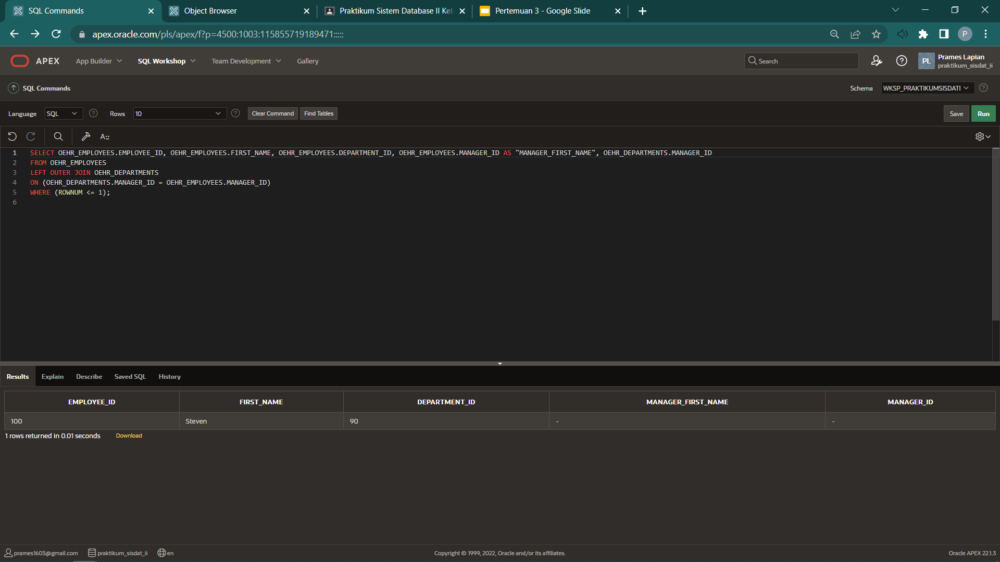 SQL Commands
Object Browser
Praktikum Sistem Database II Kel
Pertemuan 3 - Google Slide
apex.oracle.com/pls/apex/f?p=4500:1003:115855719189471:::::
P
APEX
App Builder
SQL Workshop
Team Development
Gallery
Search
PL
Prames Lapian
praktikum_sisdat_ii
SQL Commands
Schema
WKSP_PRAKTIKUMSISDATI
Language
SQL
Rows
10
Clear Command
Find Tables
Save
Run
1 SELECT OEHR_EMPLOYEES.EMPLOYEE_ID, OEHR_EMPLOYEES.FIRST_NAME, OEHR_EMPLOYEES.DEPARTMENT_ID, OEHR_EMPLOYEES.MANAGER_ID AS "MANAGER_FIRST_NAME", OEHR_DEPARTMENTS.MANAGER_ID
2 FROM OEHR_EMPLOYEES
3 LEFT OUTER JOIN OEHR_DEPARTMENTS
4 ON (OEHR_DEPARTMENTS.MANAGER_ID = OEHR_EMPLOYEES.MANAGER_ID)
5 WHERE (ROWNUM <= 1);
6
Results
Explain
Describe
Saved SQL
History
EMPLOYEE_ID FIRST_NAME DEPARTMENT_ID MANAGER_FIRST_NAME MANAGER_ID
100 Steven 90 - -
1 rows returned in 0.01 seconds
Download
prames1603@gmail.com
praktikum_sisdat_ii
en
Copyright © 1999, 2022, Oracle and/or its affiliates.
Oracle APEX 22.1.3